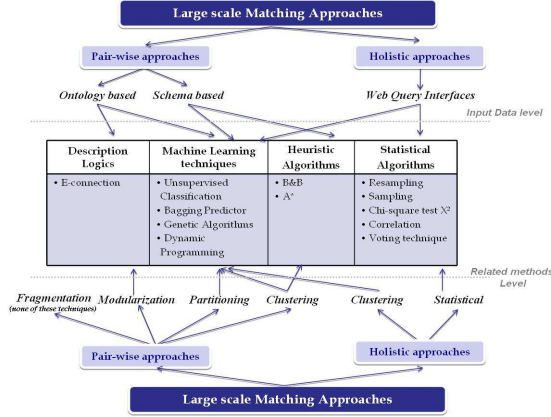 Large scale Matching Approaches
Pair-wise approaches
Holistic approaches
Ontology based
Schema based
Web Query Interfaces
Input Data level
Description
Logics
Machine Learning
techniques
Heuristic
Algorithms
Statistical
Algorithms
• E-connection
• Unsupervised
Classification
• Bagging Predictor
• Genetic Algorithms
• Dynamic
Programming
• B&B
• A*
• Resampling
• Sampling
• Chi-square test X²
• Correlation
• Voting technique
Related methods
Level
Fragmentation
(none of these techniques)
Modularization
Partitioning
Clustering
Clustering
Statistical
Pair-wise approaches
Holistic approaches
Large scale Matching Approaches